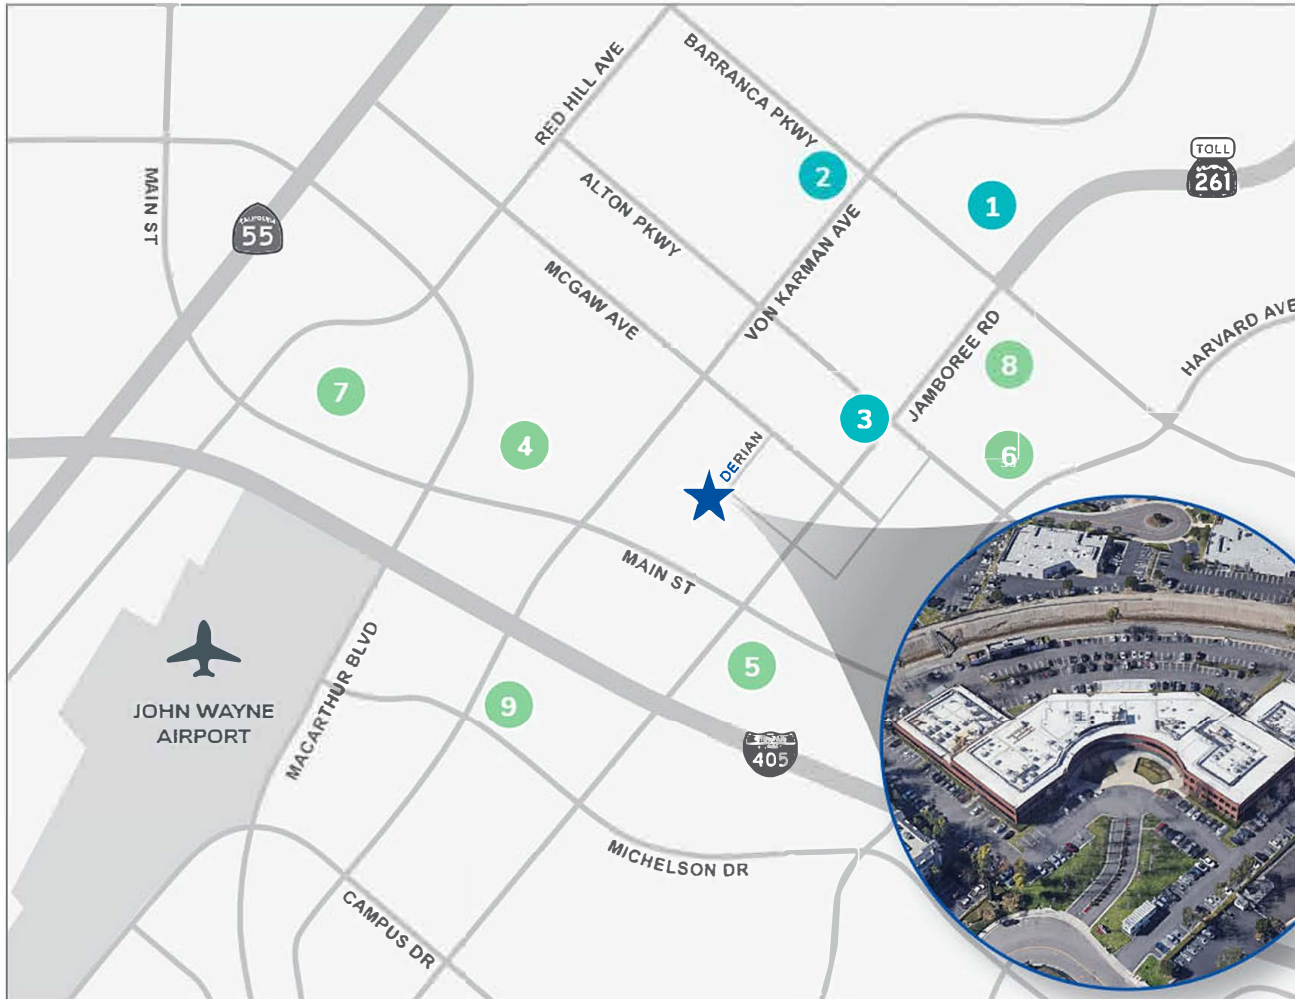 BARRANCA PKWY
RED HILL AVE
TOLL
261
2
1
MAIN ST
ALTON PKWY
CALIFORNIA
55
VON KARMAN AVE
MCGAW AVE
HARVARD AVE
JAMBOREE RD
8
7
3
4
DERIAN
6
MAIN ST
5
MACARTHUR BLVD
JOHN WAYNE
AIRPORT
9
405
MICHELSON DR
CAMPUS DR